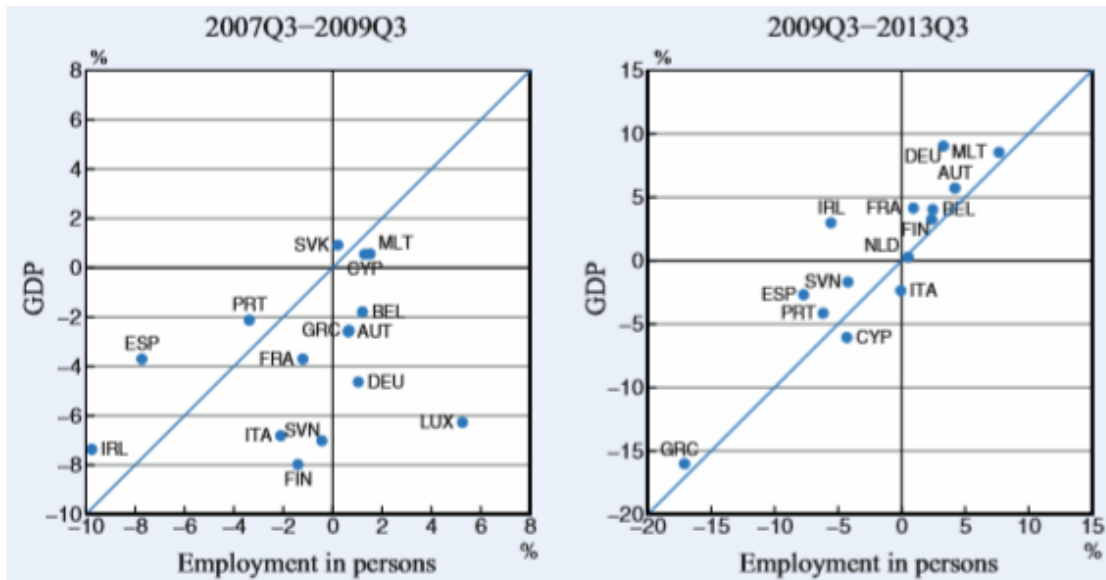 2007Q3–2009Q3
%
8
6
4
2
0
-2
-4
-6
-8
-10
GDP
SVK
MLT
CYP
PRT
BEL
GRC
AUT
ESP
FRA
DEU
LUX
ITA
SVN
IRL
FIN
-10 -8 -6 -4 -2 0 2 4 6 8
%
Employment in persons
2009Q3–2013Q3
%
15
10
5
0
-5
-10
-15
-20
GDP
DEU
MLT
AUT
IRL
FRA
BEL
FIN
NLD
SVN
ITA
ESP
PRT
CYP
GRC
-20 -15 -10 -5 0 5 10 15
%
Employment in persons